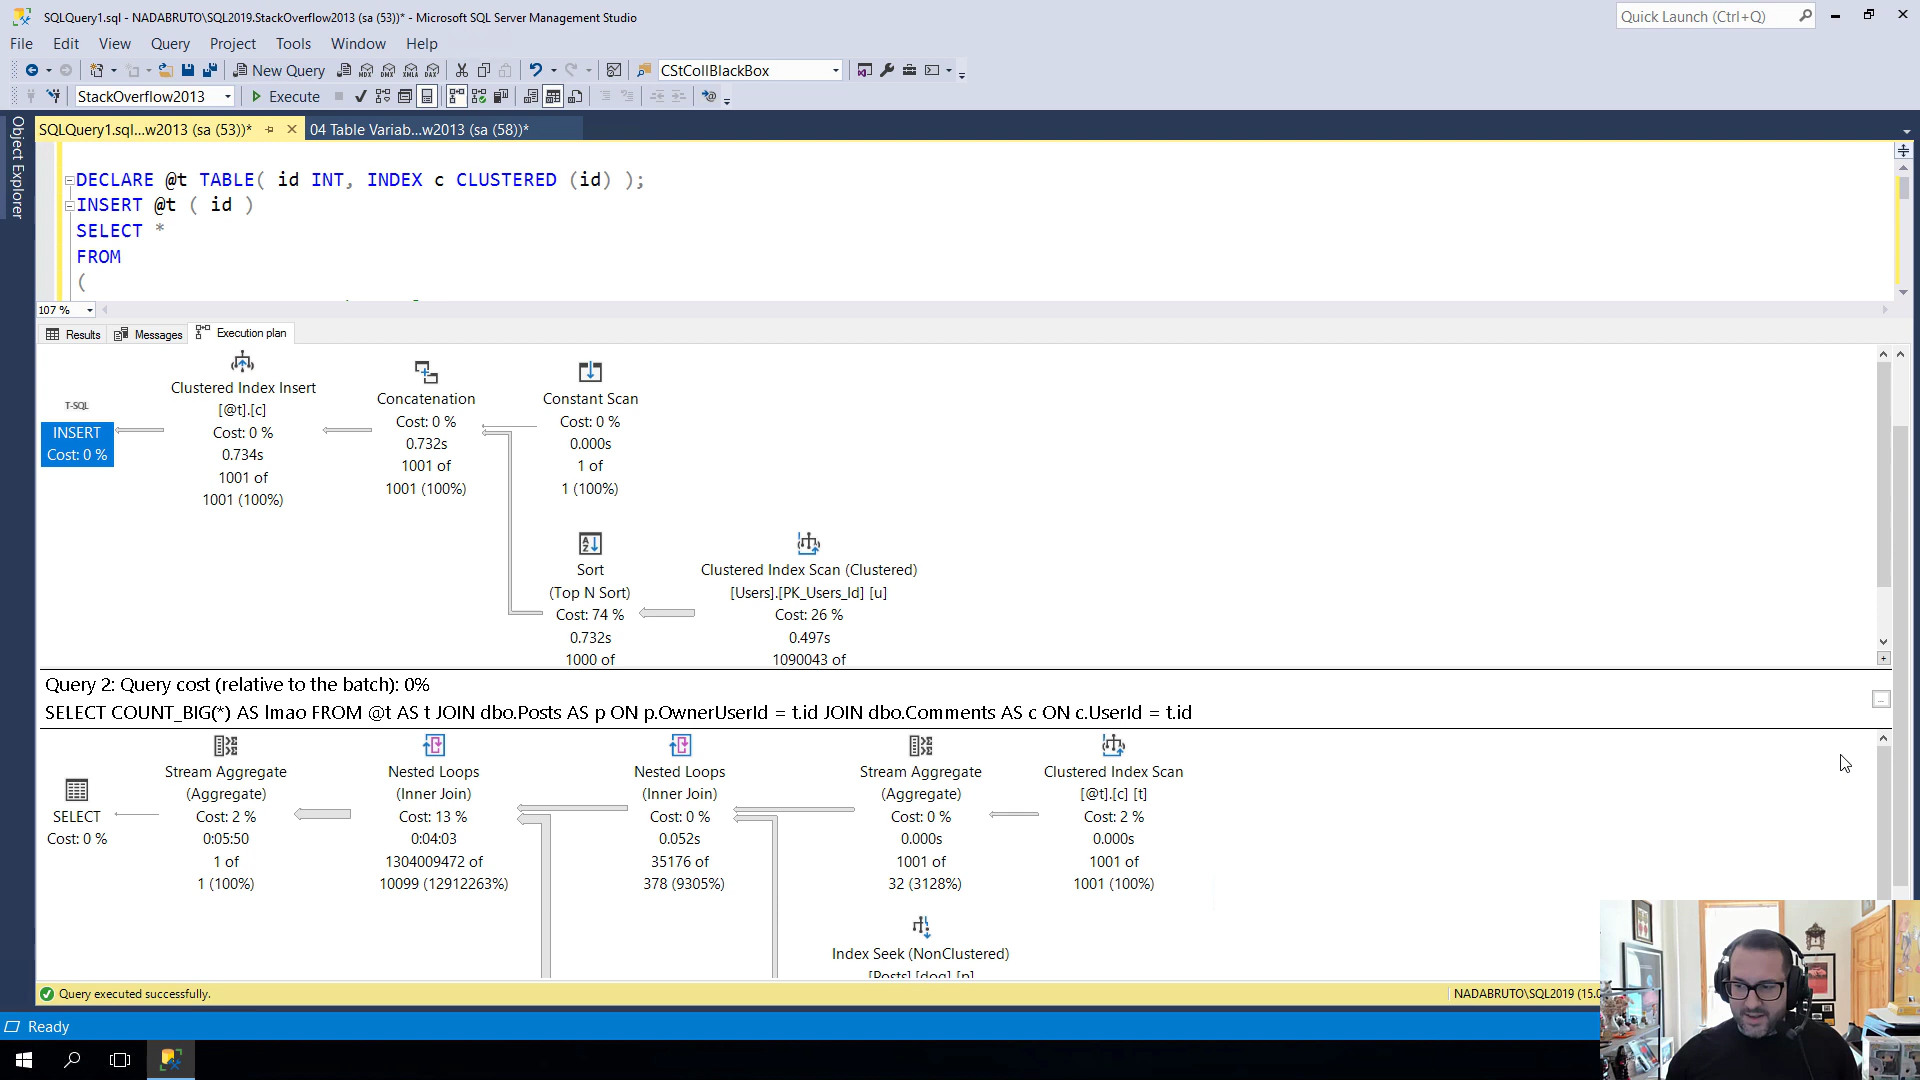 SQLQuery1.sql - NADABRUTO\SQL2019.StackOverflow2013 (sa (53))* - Microsoft SQL Server Management Studio
Quick Launch (Ctrl+Q)
File Edit View Query Project Tools Window Help
New Query
MDX DMX XMLA DAX
CStCollBlackBox
StackOverflow2013
Execute
Object Explorer
SQLQuery1.sql...w2013 (sa (53))*
04 Table Variab...w2013 (sa (58))*
DECLARE @t TABLE( id INT, INDEX c CLUSTERED (id) );
INSERT @t ( id )
SELECT *
FROM
(
107 %
Results
Messages
Execution plan
T-SQL
INSERT
Cost: 0 %
Clustered Index Insert
[@t].[c]
Cost: 0 %
0.734s
1001 of
1001 (100%)
Concatenation
Cost: 0 %
0.732s
1001 of
1001 (100%)
Constant Scan
Cost: 0 %
0.000s
1 of
1 (100%)
Sort
(Top N Sort)
Cost: 74 %
0.732s
1000 of
Clustered Index Scan (Clustered)
[Users].[PK_Users_Id] [u]
Cost: 26 %
0.497s
1090043 of
Query 2: Query cost (relative to the batch): 0%
SELECT COUNT_BIG(*) AS lmao FROM @t AS t JOIN dbo.Posts AS p ON p.OwnerUserId = t.id JOIN dbo.Comments AS c ON c.UserId = t.id
SELECT
Cost: 0 %
Stream Aggregate
(Aggregate)
Cost: 2 %
0:05:50
1 of
1 (100%)
Nested Loops
(Inner Join)
Cost: 13 %
0:04:03
1304009472 of
10099 (12912263%)
Nested Loops
(Inner Join)
Cost: 0 %
0.052s
35176 of
378 (9305%)
Stream Aggregate
(Aggregate)
Cost: 0 %
0.000s
1001 of
32 (3128%)
Clustered Index Scan
[@t].[c] [t]
Cost: 2 %
0.000s
1001 of
1001 (100%)
Index Seek (NonClustered)
[Posts].[dog] [p]
Query executed successfully.
NADABRUTO\SQL2019 (15.0
Ready